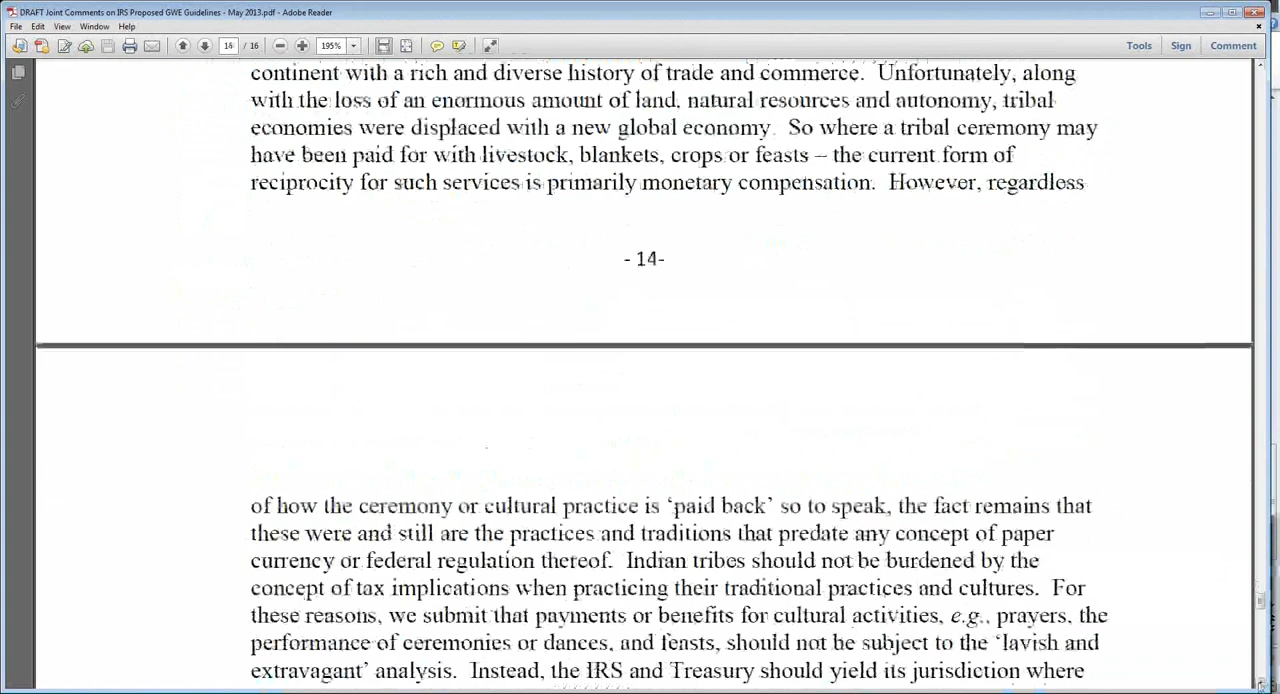 DRAFT Joint Comments on IRS Proposed GWE Guidelines - May 2013.pdf - Adobe Reader
File Edit View Window Help
16 / 16 195% Tools Sign Comment
continent with a rich and diverse history of trade and commerce. Unfortunately, along
with the loss of an enormous amount of land, natural resources and autonomy, tribal
economies were displaced with a new global economy. So where a tribal ceremony may
have been paid for with livestock, blankets, crops or feasts – the current form of
reciprocity for such services is primarily monetary compensation. However, regardless
- 14-
of how the ceremony or cultural practice is ‘paid back’ so to speak, the fact remains that
these were and still are the practices and traditions that predate any concept of paper
currency or federal regulation thereof. Indian tribes should not be burdened by the
concept of tax implications when practicing their traditional practices and cultures. For
these reasons, we submit that payments or benefits for cultural activities, e.g., prayers, the
performance of ceremonies or dances, and feasts, should not be subject to the ‘lavish and
extravagant’ analysis. Instead, the IRS and Treasury should yield its jurisdiction where